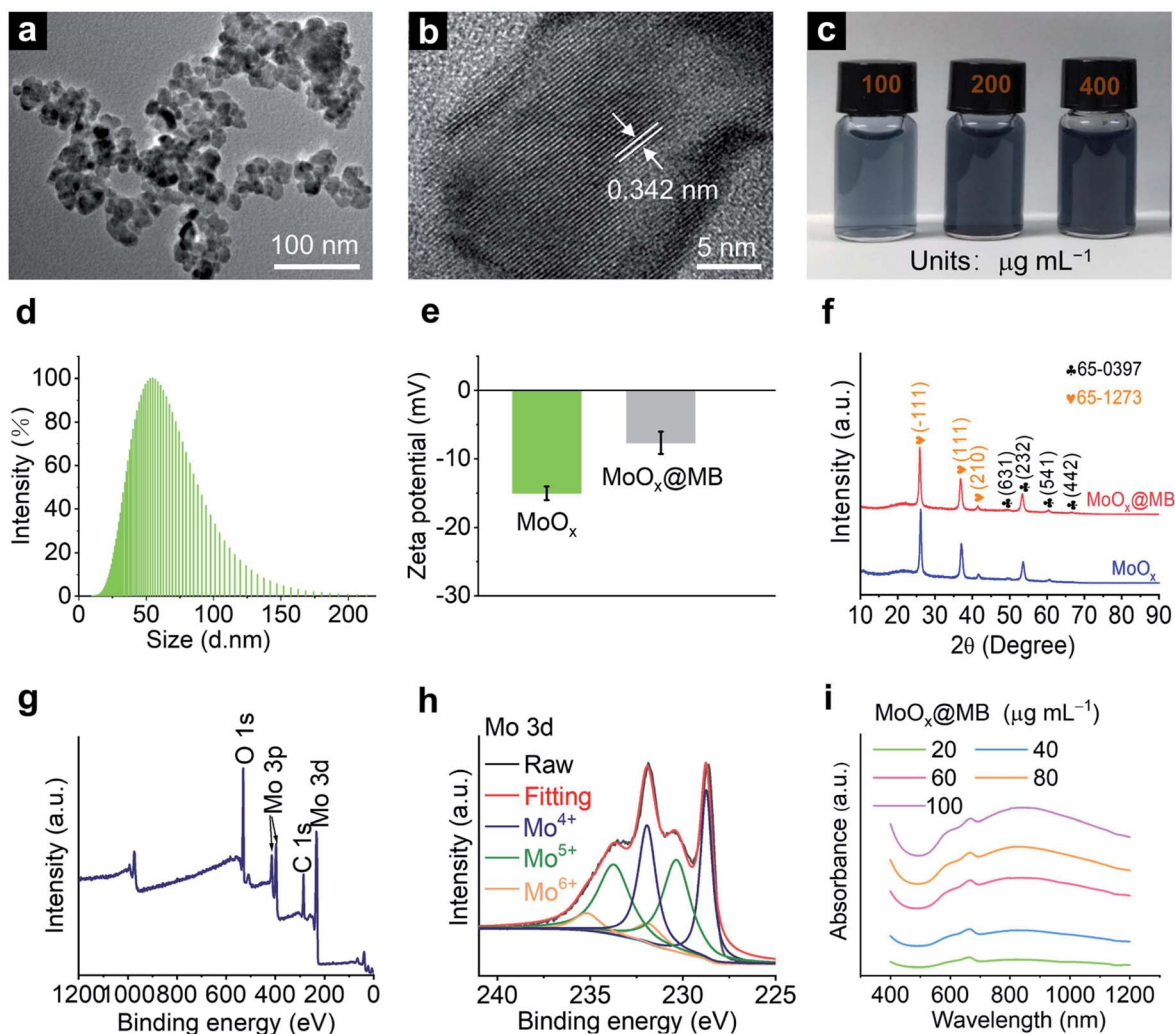 a
100 nm
b
0.342 nm
5 nm
c
100
200
400
Units: μg mL⁻¹
d
Intensity (%)
100
80
60
40
20
0
0 50 100 150 200
Size (d.nm)
e
Zeta potential (mV)
0
-10
-20
-30
MoOₓ
MoOₓ@MB
f
Intensity (a.u.)
♣65-0397
♥65-1273
♥(-111)
♥(111)
♥(210)
♣(631)
♣(232)
♣(541)
♣(442)
MoOₓ@MB
MoOₓ
10 20 30 40 50 60 70 80 90
2θ (Degree)
g
Intensity (a.u.)
O 1s
Mo 3p
C 1s
Mo 3d
1200 1000 800 600 400 200 0
Binding energy (eV)
h
Mo 3d
Raw
Fitting
Mo⁴⁺
Mo⁵⁺
Mo⁶⁺
Intensity (a.u.)
240 237 234 231 228 225
Binding energy (eV)
i
MoOₓ@MB (μg mL⁻¹)
20 40
60 80
100
Absorbance (a.u.)
400 600 800 1000 1200
Wavelength (nm)